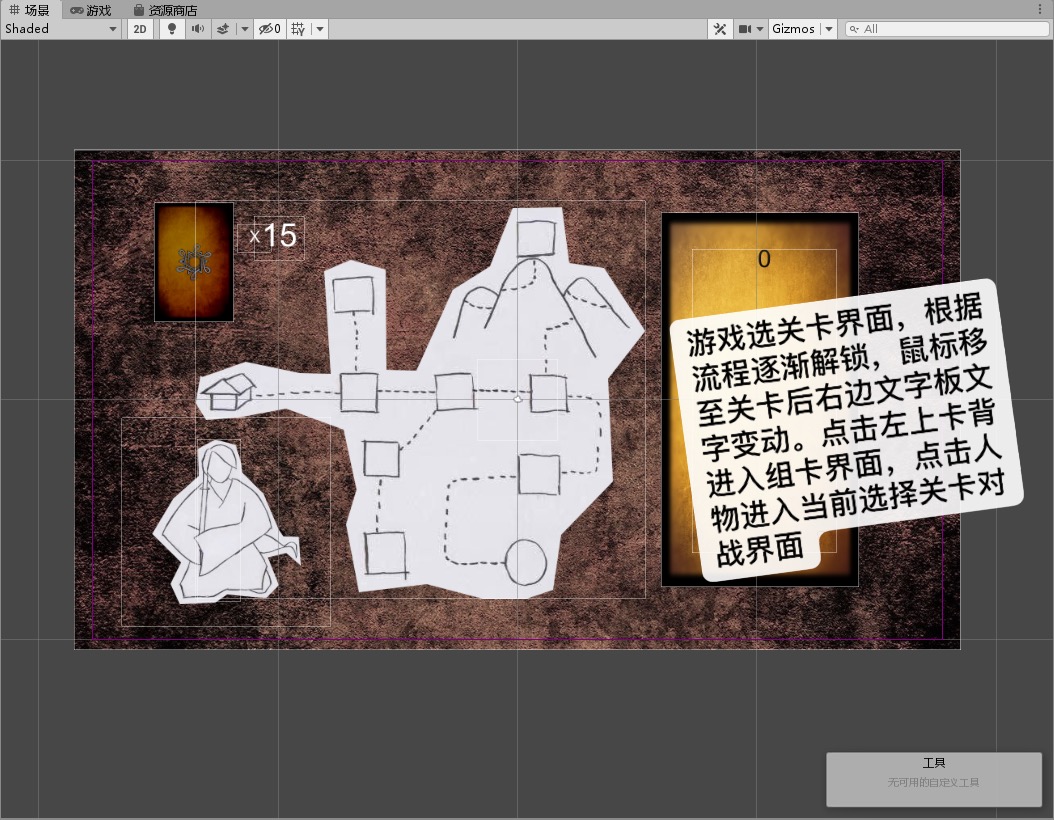 场景 游戏 资源商店
Shaded 2D 0 Gizmos All
x15
0
游戏选关卡界面，根据
流程逐渐解锁，鼠标移
至关卡后右边文字板文
字变动。点击左上卡背
进入组卡界面，点击人
物进入当前选择关卡对
战界面
工具
无可用的自定义工具